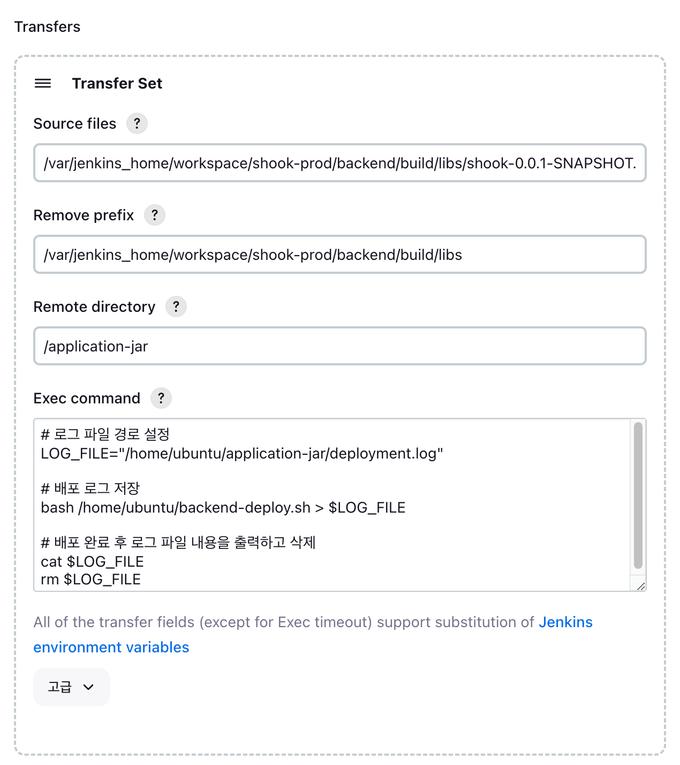 Transfers
Transfer Set
Source files ?
/var/jenkins_home/workspace/shook-prod/backend/build/libs/shook-0.0.1-SNAPSHOT.
Remove prefix ?
/var/jenkins_home/workspace/shook-prod/backend/build/libs
Remote directory ?
/application-jar
Exec command ?
# 로그 파일 경로 설정
LOG_FILE="/home/ubuntu/application-jar/deployment.log"
# 배포 로그 저장
bash /home/ubuntu/backend-deploy.sh > $LOG_FILE
# 배포 완료 후 로그 파일 내용을 출력하고 삭제
cat $LOG_FILE
rm $LOG_FILE
All of the transfer fields (except for Exec timeout) support substitution of Jenkins
environment variables
고급